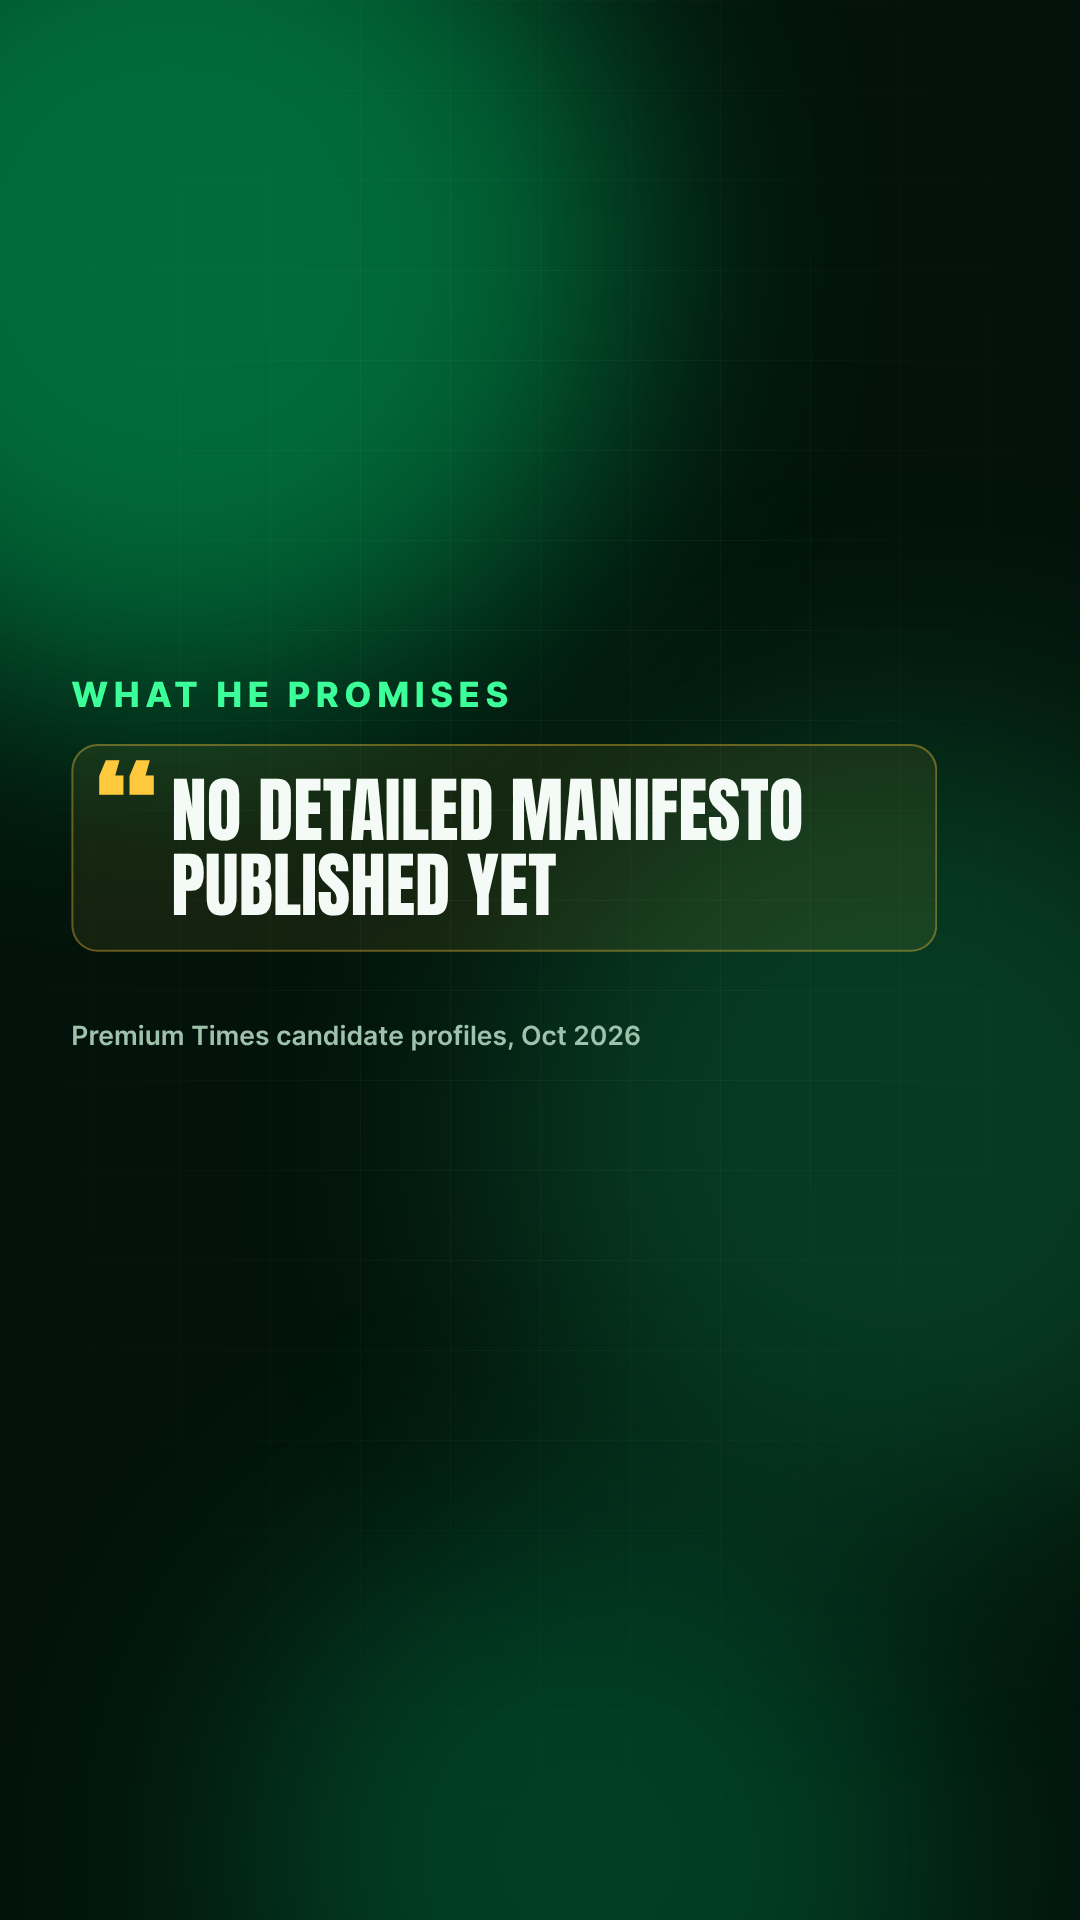 WHAT HE PROMISES
❝ NO DETAILED MANIFESTO
PUBLISHED YET
Premium Times candidate profiles, Oct 2026